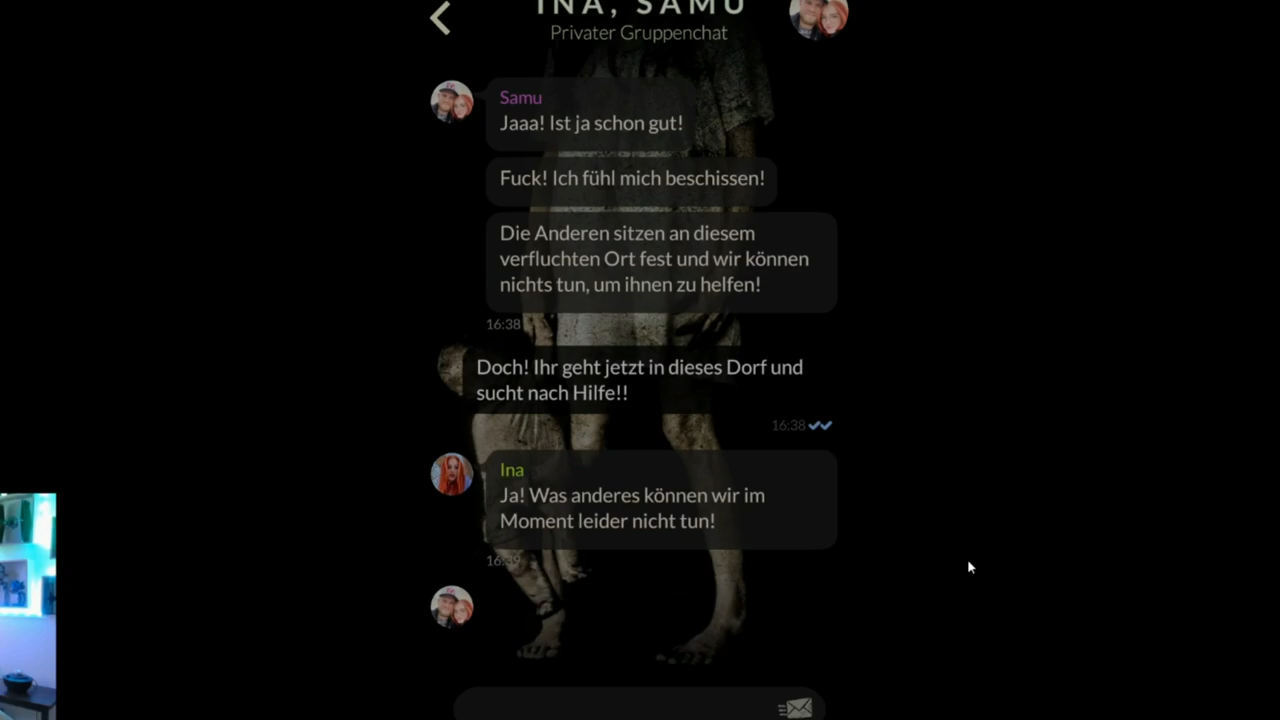 INA, SAMU
Privater Gruppenchat
Samu
Jaaa! Ist ja schon gut!
Fuck! Ich fühl mich beschissen!
Die Anderen sitzen an diesem
verfluchten Ort fest und wir können
nichts tun, um ihnen zu helfen!
16:38
Doch! Ihr geht jetzt in dieses Dorf und
sucht nach Hilfe!!
16:38
Ina
Ja! Was anderes können wir im
Moment leider nicht tun!
16:39